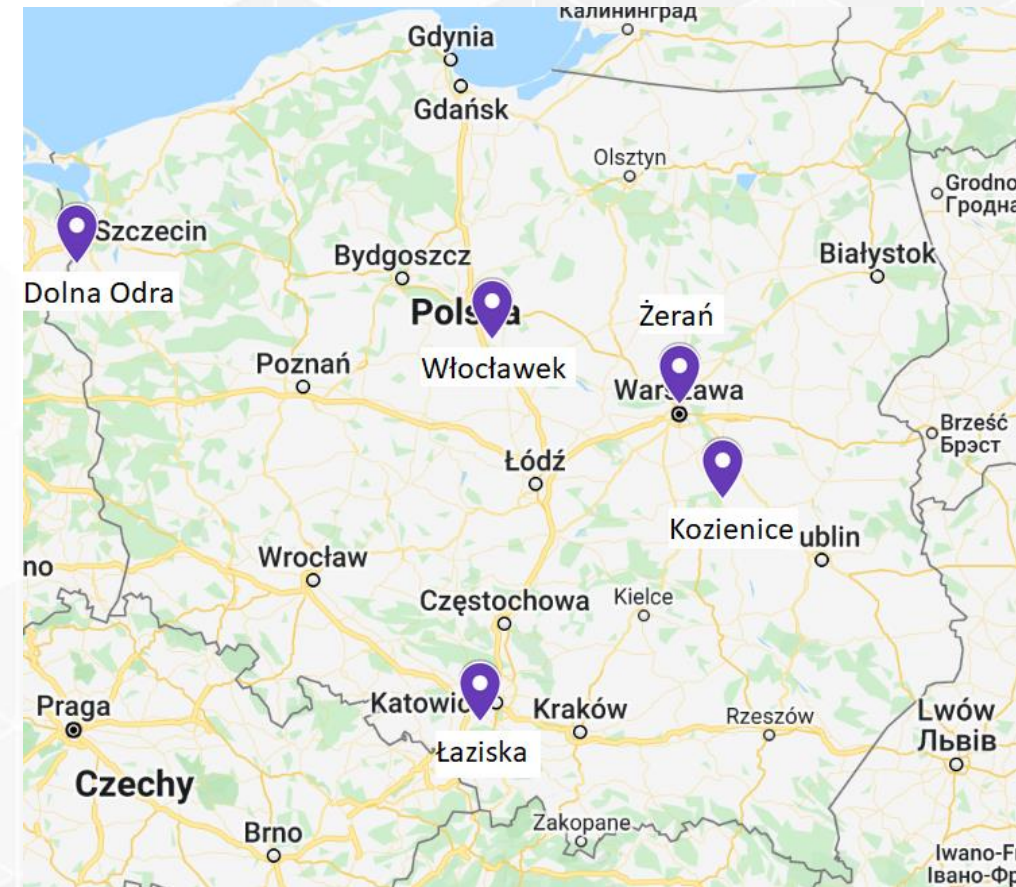 Калининград
Gdynia
Gdańsk
Olsztyn
Grodno
Гродна
Szczecin
Bydgoszcz
Białystok
Dolna Odra
Polska
Żerań
Włocławek
Poznań
Warszawa
Brześć
Брэст
Łódź
Kozienice
ublin
Wrocław
no
Częstochowa
Kielce
Katowic
Praga
Kraków
Rzeszów
Lwów
Львів
Łaziska
Czechy
Zakopane
Brno
Iwano-Fr
Івано-Фр